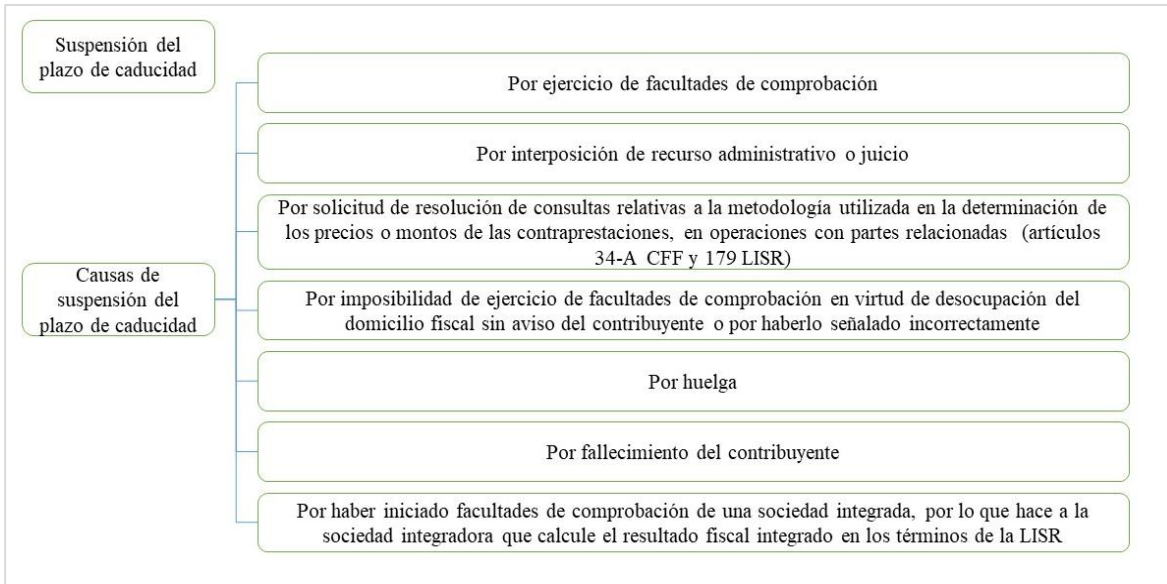 Suspensión del
plazo de caducidad
Causas de
suspensión del
plazo de caducidad
Por ejercicio de facultades de comprobación
Por interposición de recurso administrativo o juicio
Por solicitud de resolución de consultas relativas a la metodología utilizada en la determinación de
los precios o montos de las contraprestaciones, en operaciones con partes relacionadas (artículos
34-A CFF y 179 LISR)
Por imposibilidad de ejercicio de facultades de comprobación en virtud de desocupación del
domicilio fiscal sin aviso del contribuyente o por haberlo señalado incorrectamente
Por huelga
Por fallecimiento del contribuyente
Por haber iniciado facultades de comprobación de una sociedad integrada, por lo que hace a la
sociedad integradora que calcule el resultado fiscal integrado en los términos de la LISR